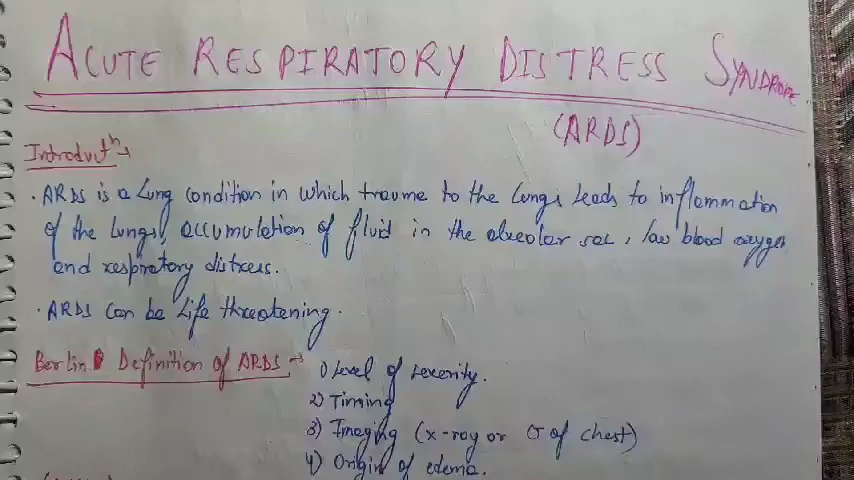 ACUTE RESPIRATORY DISTRESS SYNDROME
(ARDS)
Introductⁿ→
• ARDS is a Lung condition in which traume to the lungs leads to inflammation
of the lungs, accumulation of fluid in the alveolar sac, low blood oxygen
and respiratory distress.
• ARDS can be Life threatening.
Berlin Definition of ARDS →
1) Level of severity.
2) Timing
3) Imaging (x-ray or CT of chest)
4) Origin of edema.